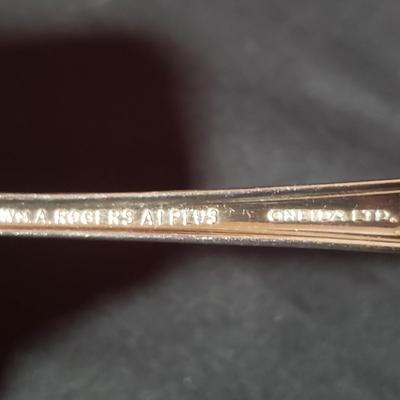 WM. A. ROGERS A1 PLUS ONEIDA LTD.